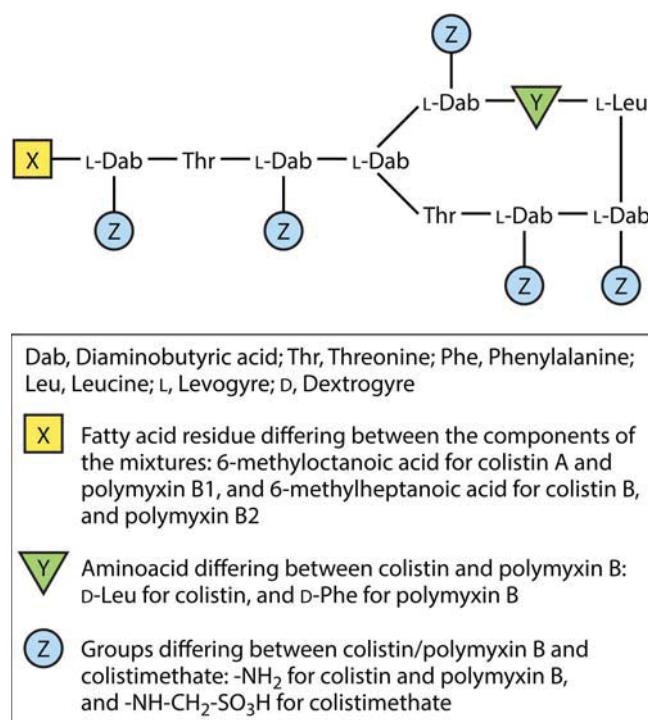 Z
L-Dab
Y
L-Leu
X
L-Dab
Thr
L-Dab
L-Dab
Z
Z
Thr
L-Dab
L-Dab
Z
Z
Dab, Diaminobutyric acid; Thr, Threonine; Phe, Phenylalanine;
Leu, Leucine; L, Levogyre; D, Dextrogyre
X
Fatty acid residue differing between the components of
the mixtures: 6-methyloctanoic acid for colistin A and
polymyxin B1, and 6-methylheptanoic acid for colistin B,
and polymyxin B2
Y
Aminoacid differing between colistin and polymyxin B:
D-Leu for colistin, and D-Phe for polymyxin B
Z
Groups differing between colistin/polymyxin B and
colistimethate: -NH₂ for colistin and polymyxin B,
and -NH-CH₂-SO₃H for colistimethate